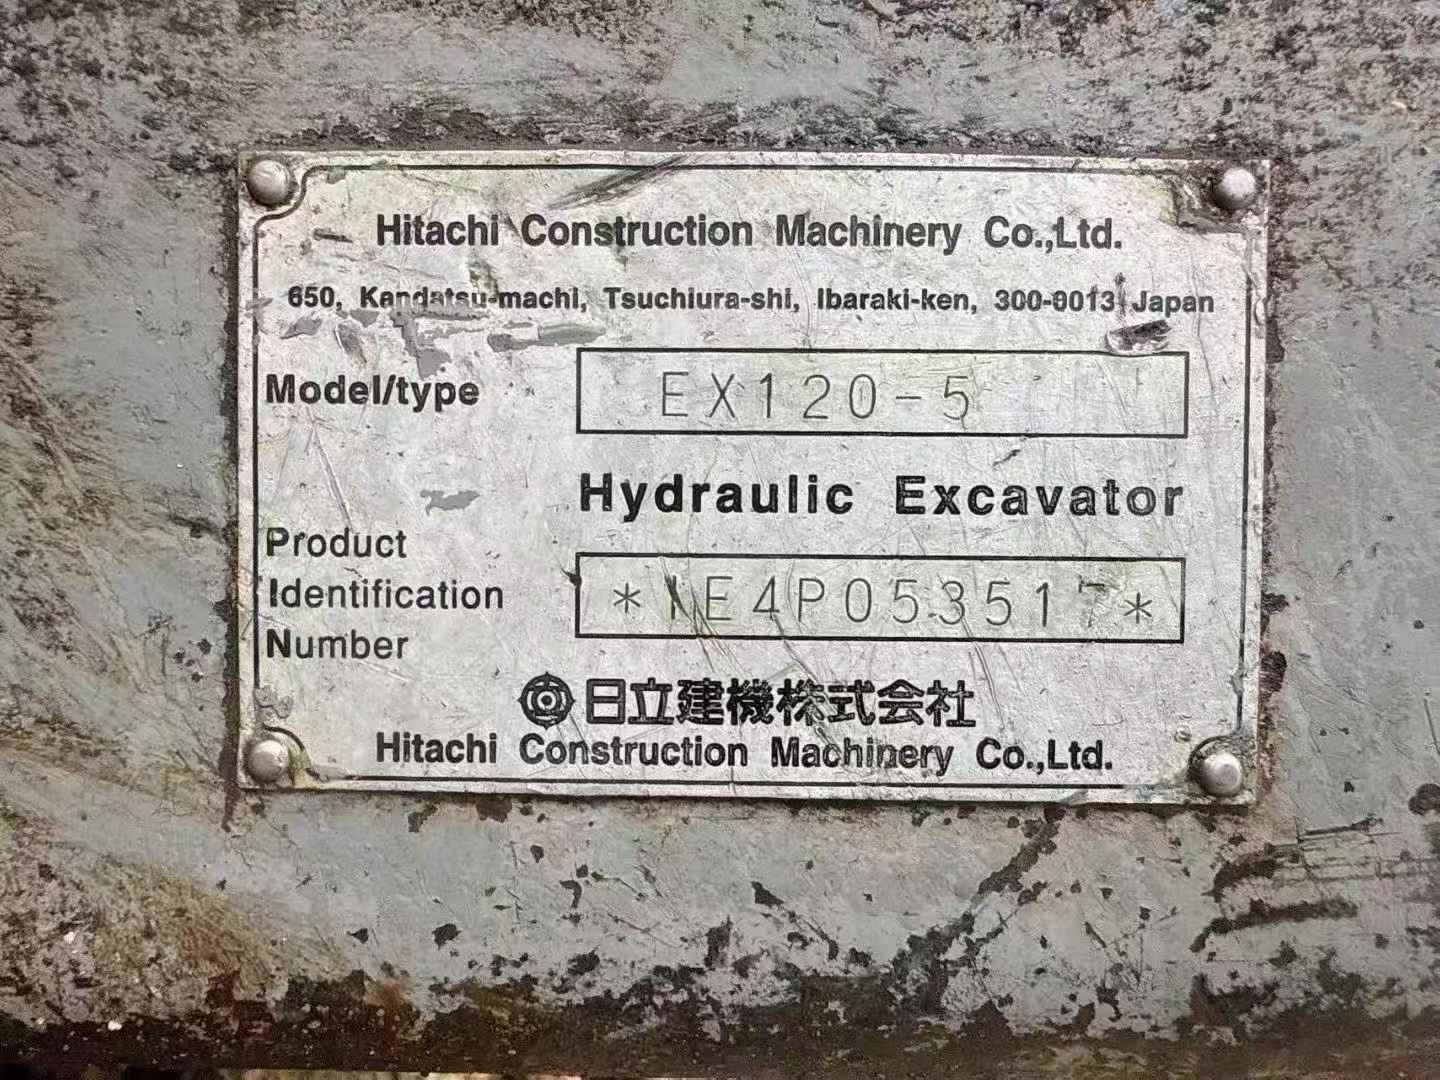 Hitachi Construction Machinery Co.,Ltd.
650, Kandatsu-machi, Tsuchiura-shi, Ibaraki-ken, 300-0013 Japan
Model/type EX120-5
Hydraulic Excavator
Product
Identification
Number
日立建機株式会社
Hitachi Construction Machinery Co.,Ltd.